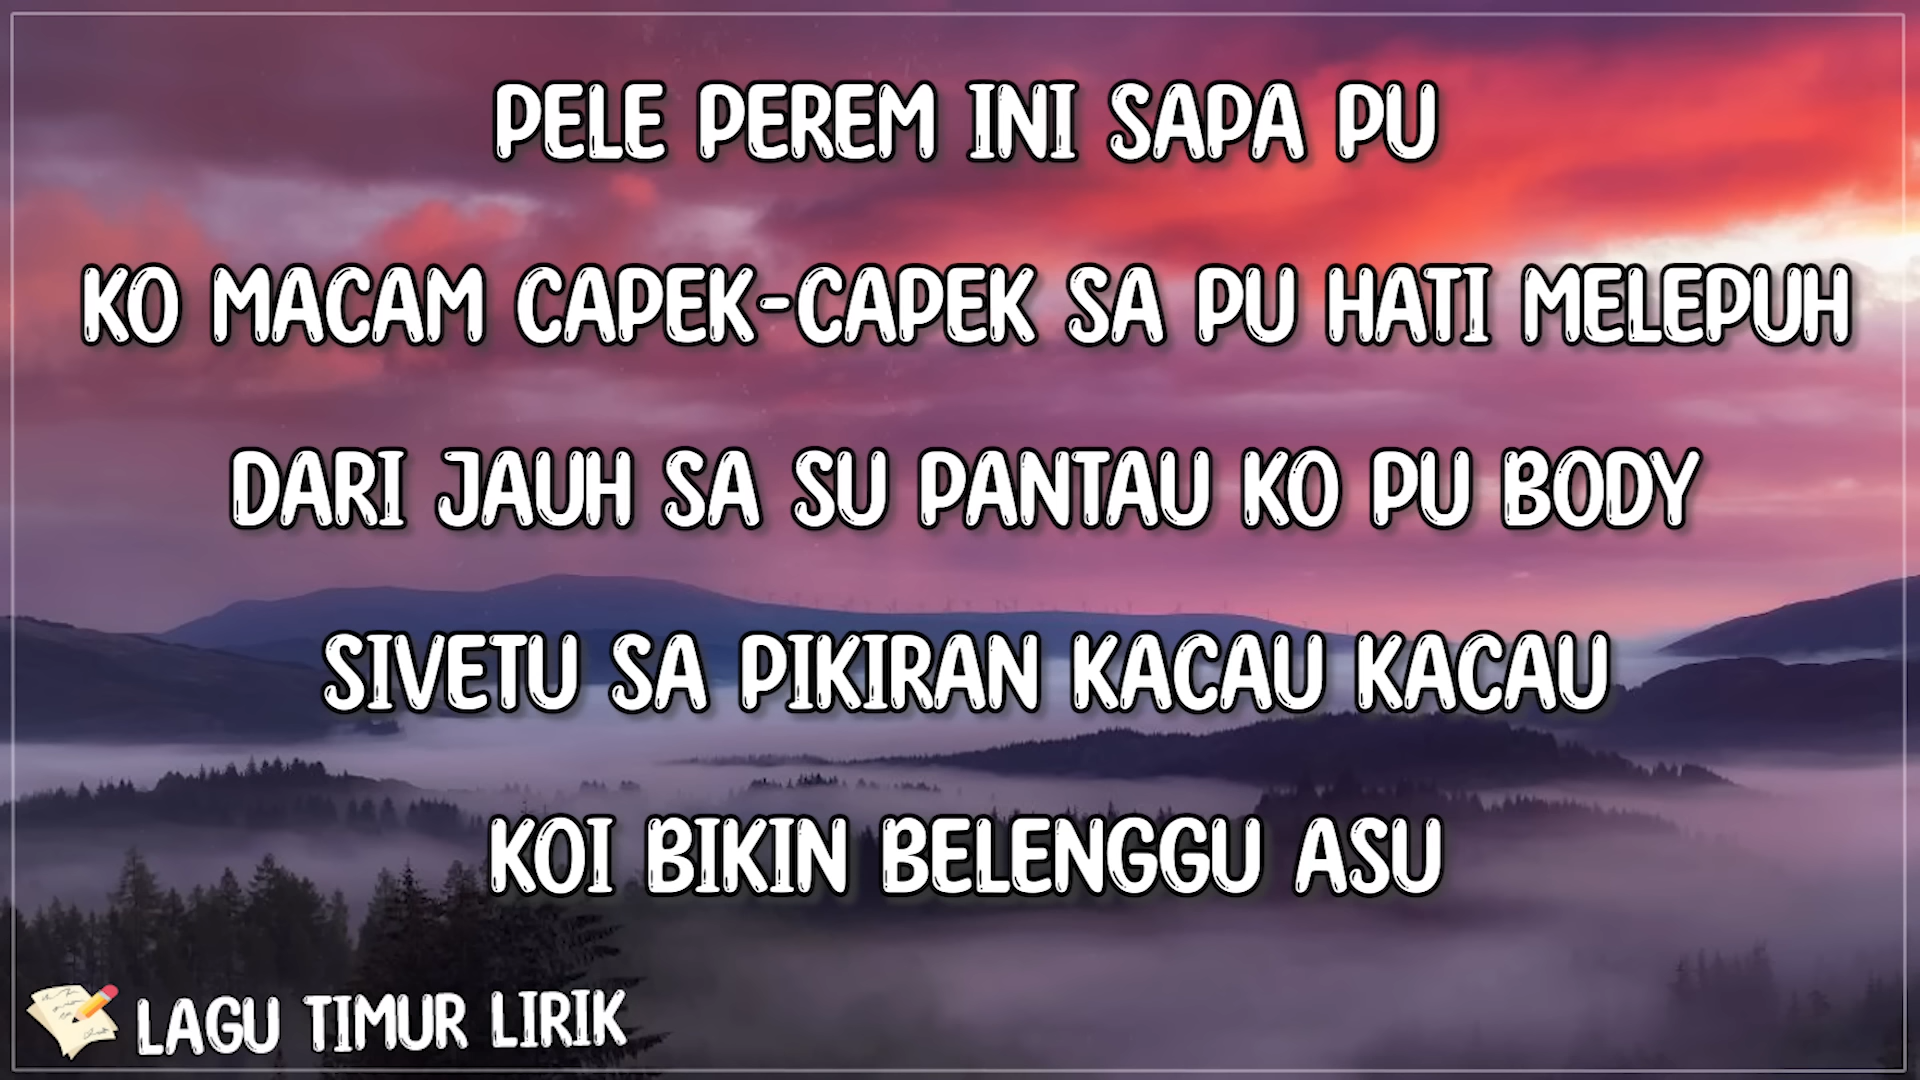 PELE PEREM INI SAPA PU
KO MACAM CAPEK-CAPEK SA PU HATI MELEPUH
DARI JAUH SA SU PANTAU KO PU BODY
SIVETU SA PIKIRAN KACAU KACAU
KOI BIKIN BELENGGU ASU
LAGU TIMUR LIRIK